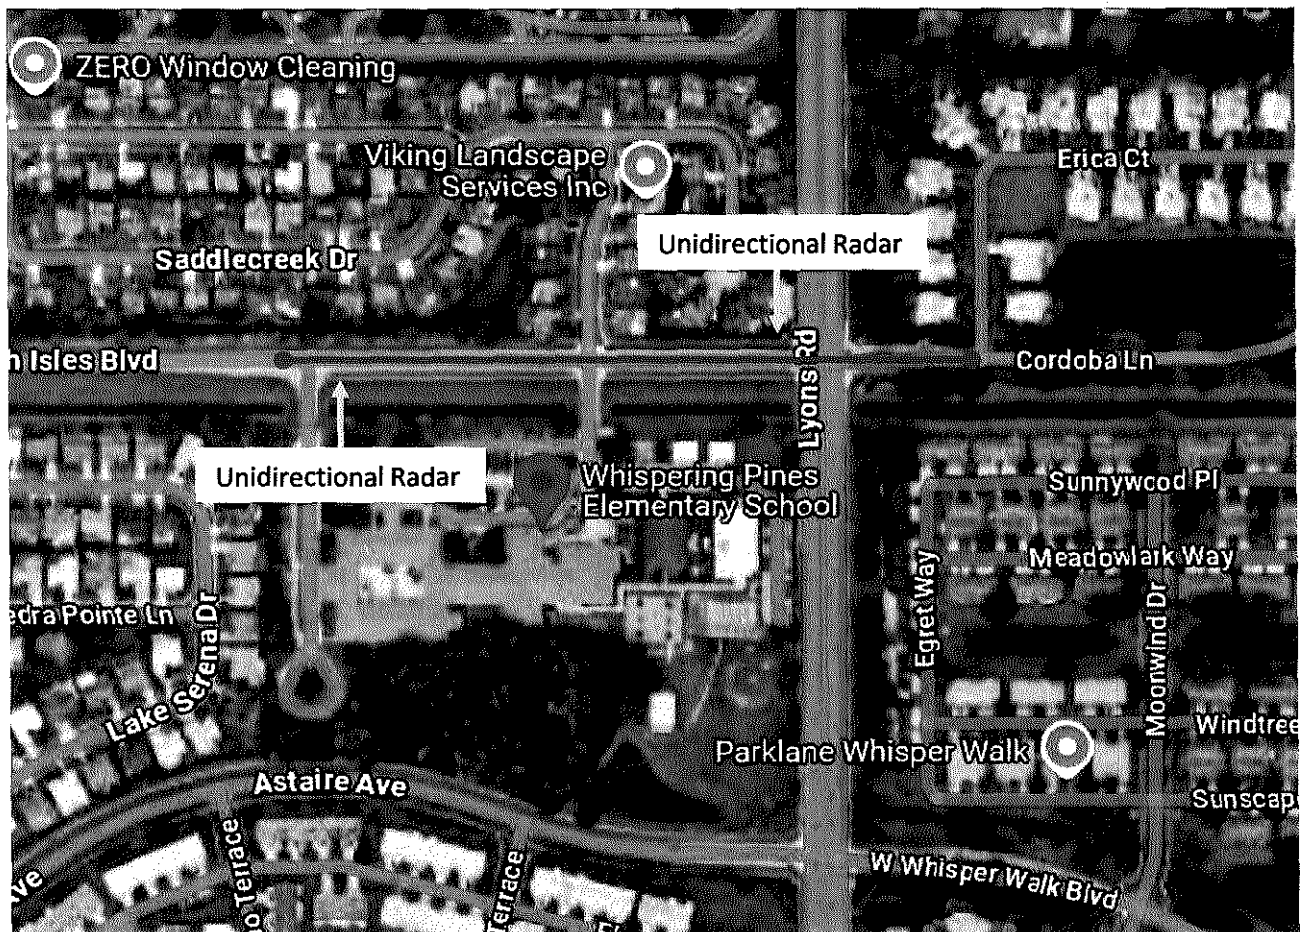 ZERO Window Cleaning
Viking Landscape
Services Inc
Erica Ct
Unidirectional Radar
Saddlecreek Dr
Lyons Rd
n Isles Blvd
Cordoba Ln
Unidirectional Radar
Whispering Pines
Elementary School
Sunnywood Pl
Meadowlark Way
Egret Way
Moonwind Dr
edra Pointe Ln
Lake Serena Dr
Windtree
Parklane Whisper Walk
Astaire Ave
Sunscap
W Whisper Walk Blvd
Ave
o Terrace
Terrace